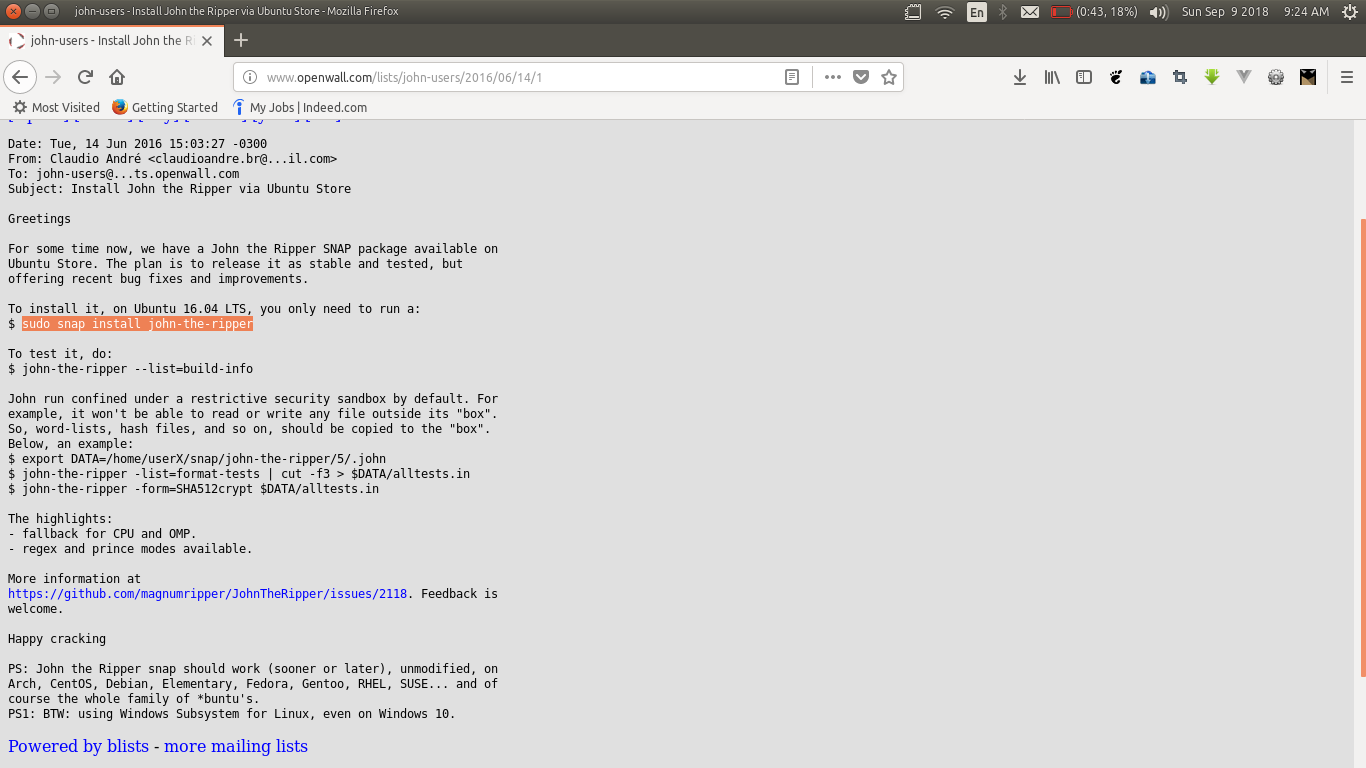 john-users - Install John the Ripper via Ubuntu Store - Mozilla Firefox
En
(0:43, 18%)
Sun Sep 9 2018
9:24 AM
john-users - Install John the R
www.openwall.com/lists/john-users/2016/06/14/1
Most Visited
Getting Started
My Jobs | Indeed.com
Date: Tue, 14 Jun 2016 15:03:27 -0300
From: Claudio André <claudioandre.br@...il.com>
To: john-users@...ts.openwall.com
Subject: Install John the Ripper via Ubuntu Store
Greetings
For some time now, we have a John the Ripper SNAP package available on
Ubuntu Store. The plan is to release it as stable and tested, but
offering recent bug fixes and improvements.
To install it, on Ubuntu 16.04 LTS, you only need to run a:
$ sudo snap install john-the-ripper
To test it, do:
$ john-the-ripper --list=build-info
John run confined under a restrictive security sandbox by default. For
example, it won't be able to read or write any file outside its "box".
So, word-lists, hash files, and so on, should be copied to the "box".
Below, an example:
$ export DATA=/home/userX/snap/john-the-ripper/5/.john
$ john-the-ripper -list=format-tests | cut -f3 > $DATA/alltests.in
$ john-the-ripper -form=SHA512crypt $DATA/alltests.in
The highlights:
- fallback for CPU and OMP.
- regex and prince modes available.
More information at
https://github.com/magnumripper/JohnTheRipper/issues/2118. Feedback is
welcome.
Happy cracking
PS: John the Ripper snap should work (sooner or later), unmodified, on
Arch, CentOS, Debian, Elementary, Fedora, Gentoo, RHEL, SUSE... and of
course the whole family of *buntu's.
PS1: BTW: using Windows Subsystem for Linux, even on Windows 10.
Powered by blists - more mailing lists